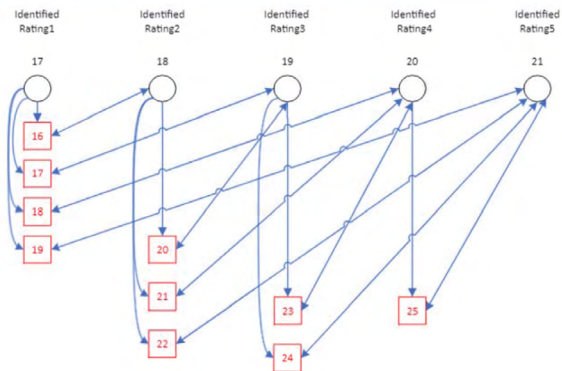 Identified Identified Identified Identified Identified
Rating1 Rating2 Rating3 Rating4 Rating5
17 18 19 20 21
16
17
18
19 20
21
23 25
22
24